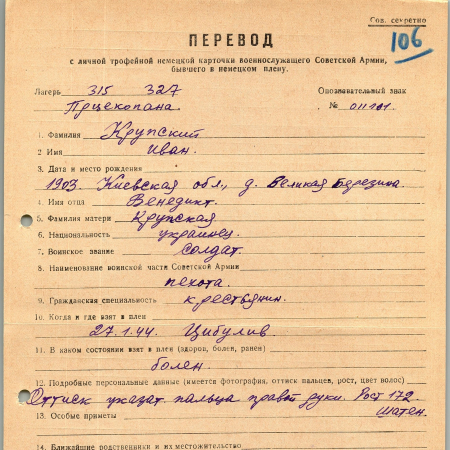 Сов. секретно
106
ПЕРЕВОД
с личной трофейной немецкой карточки военнослужащего Советской Армии,
бывшего в немецком плену.
Лагерь 315 327 Опознавательный знак
Пшекопана. № 011101.
1. Фамилия Крупский
2 Имя Иван.
3. Дата и место рождения
1903. Киевская обл., д. Великая Березина.
4. Имя отца Венедикт.
5. Фамилия матери Крупская
6. Национальность украинец.
7. Воинское звание солдат.
8. Наименование воинской части Советской Армии
пехота.
9. Гражданская специальность крестьянин.
10. Когда и где взят в плен
27.1.44. Цибулив
11. В каком состоянии взят в плен (здоров, болен, ранен)
болен
12. Подробные персональные данные (имеется фотография, оттиск пальцев, рост, цвет волос)
Оттиск указат. пальца правой руки. Рост 172.
13. Особые приметы шатен.
14. Ближайшие родственники и их местожительство